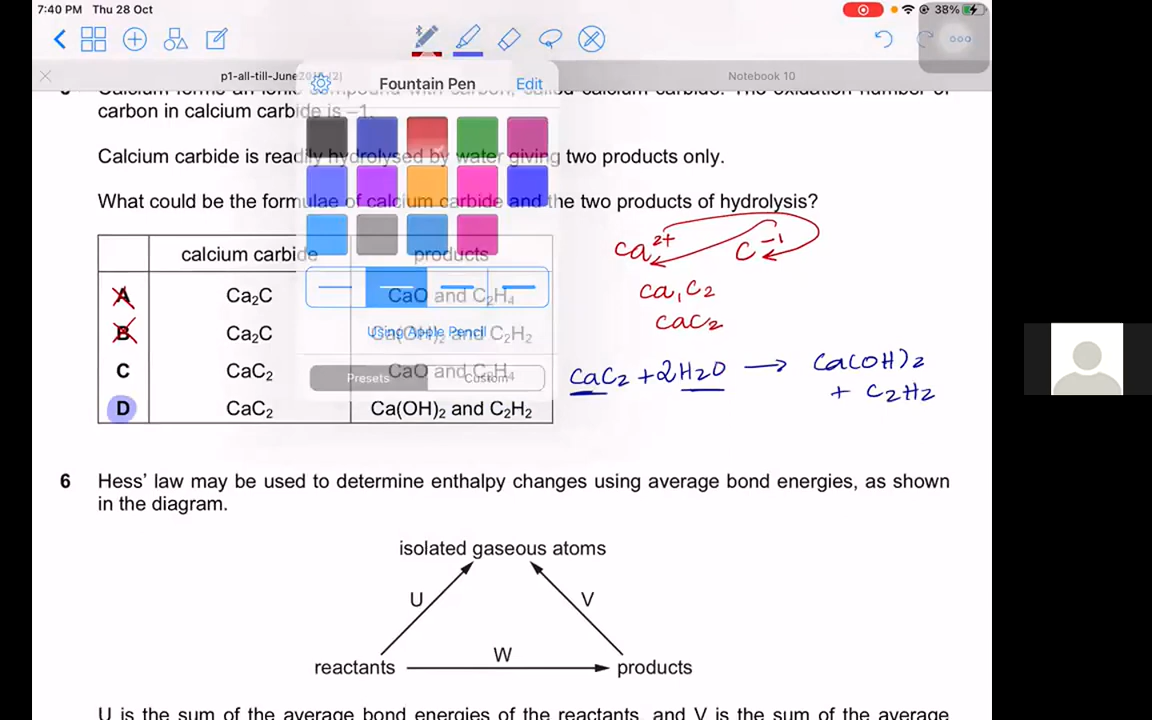 7:40 PM Thu 28 Oct
38%
p1-all-till-June
Notebook 10
Fountain Pen
Edit
Calcium forms an ionic compound with carbon, called calcium carbide. The oxidation number of
carbon in calcium carbide is –1.
Calcium carbide is readily hydrolysed by water giving two products only.
What could be the formulae of calcium carbide and the two products of hydrolysis?
calcium carbide products
A Ca2C CaO and C2H4
B Ca2C Ca(OH)2 and C2H2
C CaC2 CaO and C2H4
D CaC2 Ca(OH)2 and C2H2
Using Apple Pencil
Presets Custom
Ca2+ C-1
Ca1C2
CaC2
CaC2 + 2H2O → Ca(OH)2
+ C2H2
6 Hess' law may be used to determine enthalpy changes using average bond energies, as shown
in the diagram.
isolated gaseous atoms
U V
W
reactants products
U is the sum of the average bond energies of the reactants, and V is the sum of the average